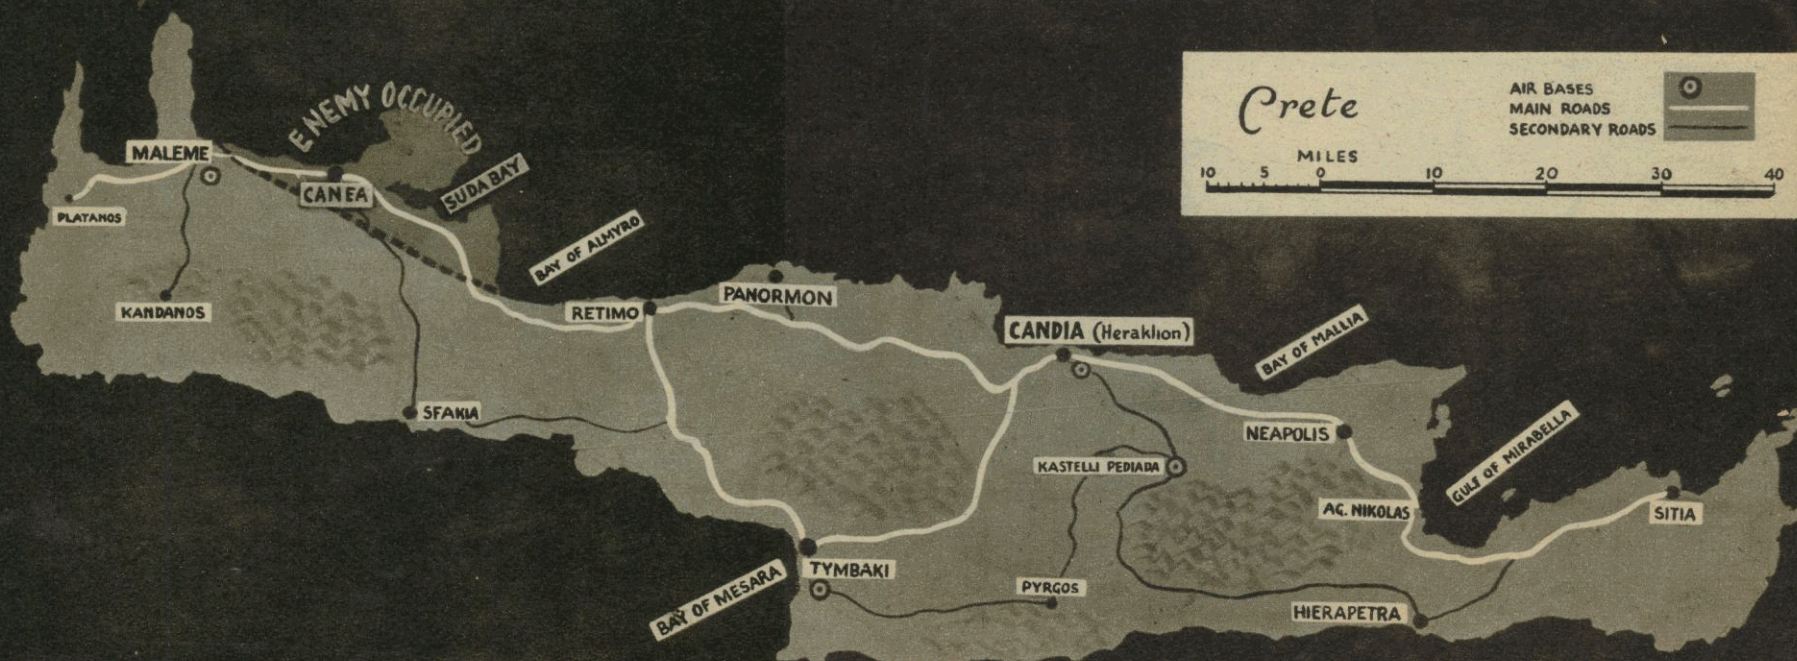 Crete
AIR BASES
MAIN ROADS
SECONDARY ROADS
MILES
10 5 0 10 20 30 40
ENEMY OCCUPIED
MALEME
CANEA
SUDA BAY
PLATANOS
BAY OF ALMYRO
KANDANOS
RETIMO
PANORMON
CANDIA (Heraklion)
BAY OF MALLIA
SFAKIA
NEAPOLIS
GULF OF MIRABELLA
KASTELLI PEDIADA
AG. NIKOLAS
SITIA
TYMBAKI
BAY OF MESARA
PYRGOS
HIERAPETRA